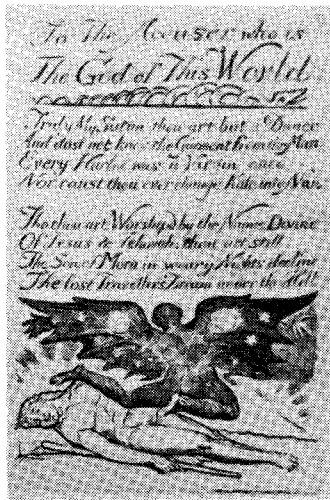 To The Accuser who is
The God of This World
Truly My Satan thou art but a Dunce
And dost not know the Garment from the Man
Every Harlot was a Virgin once
Nor canst thou ever change Kate into Nan
Tho thou art Worship'd by the Names Divine
Of Jesus & Jehovah: thou art still
The Son of Morn in weary Nights decline
The lost Travellers Dream under the Hill